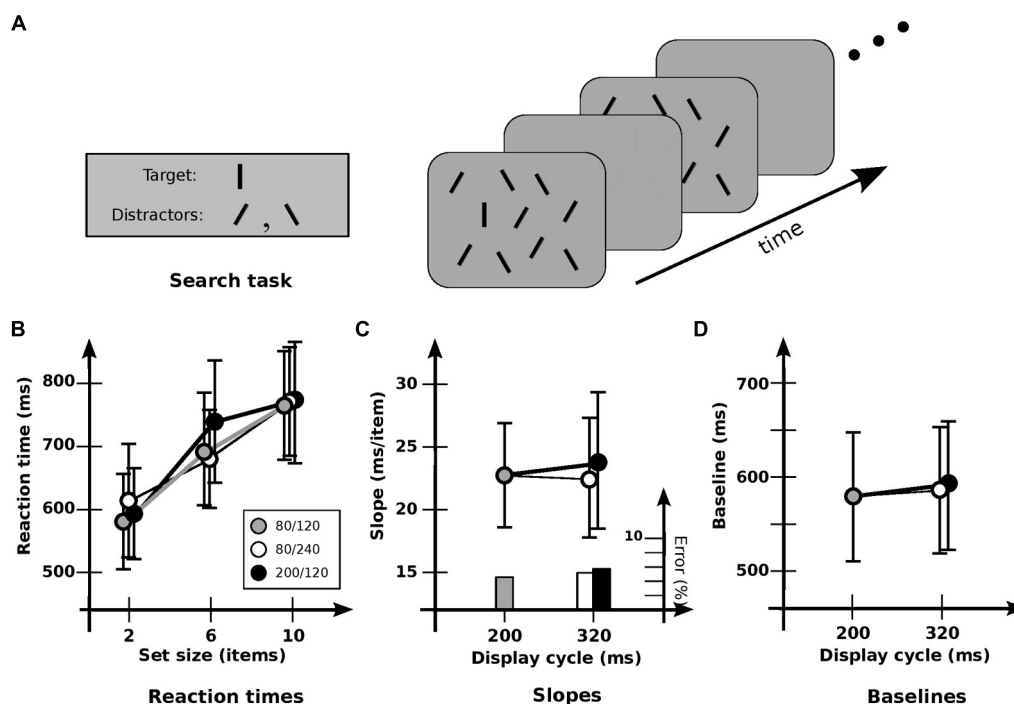 A
Target:
Distractors: ,
Search task
time
B
Reaction time (ms)
800
700
600
500
80/120
80/240
200/120
2 6 10
Set size (items)
Reaction times
C
Slope (ms/item)
30
25
20
15
10
Error (%)
200 320
Display cycle (ms)
Slopes
D
Baseline (ms)
700
600
500
200 320
Display cycle (ms)
Baselines